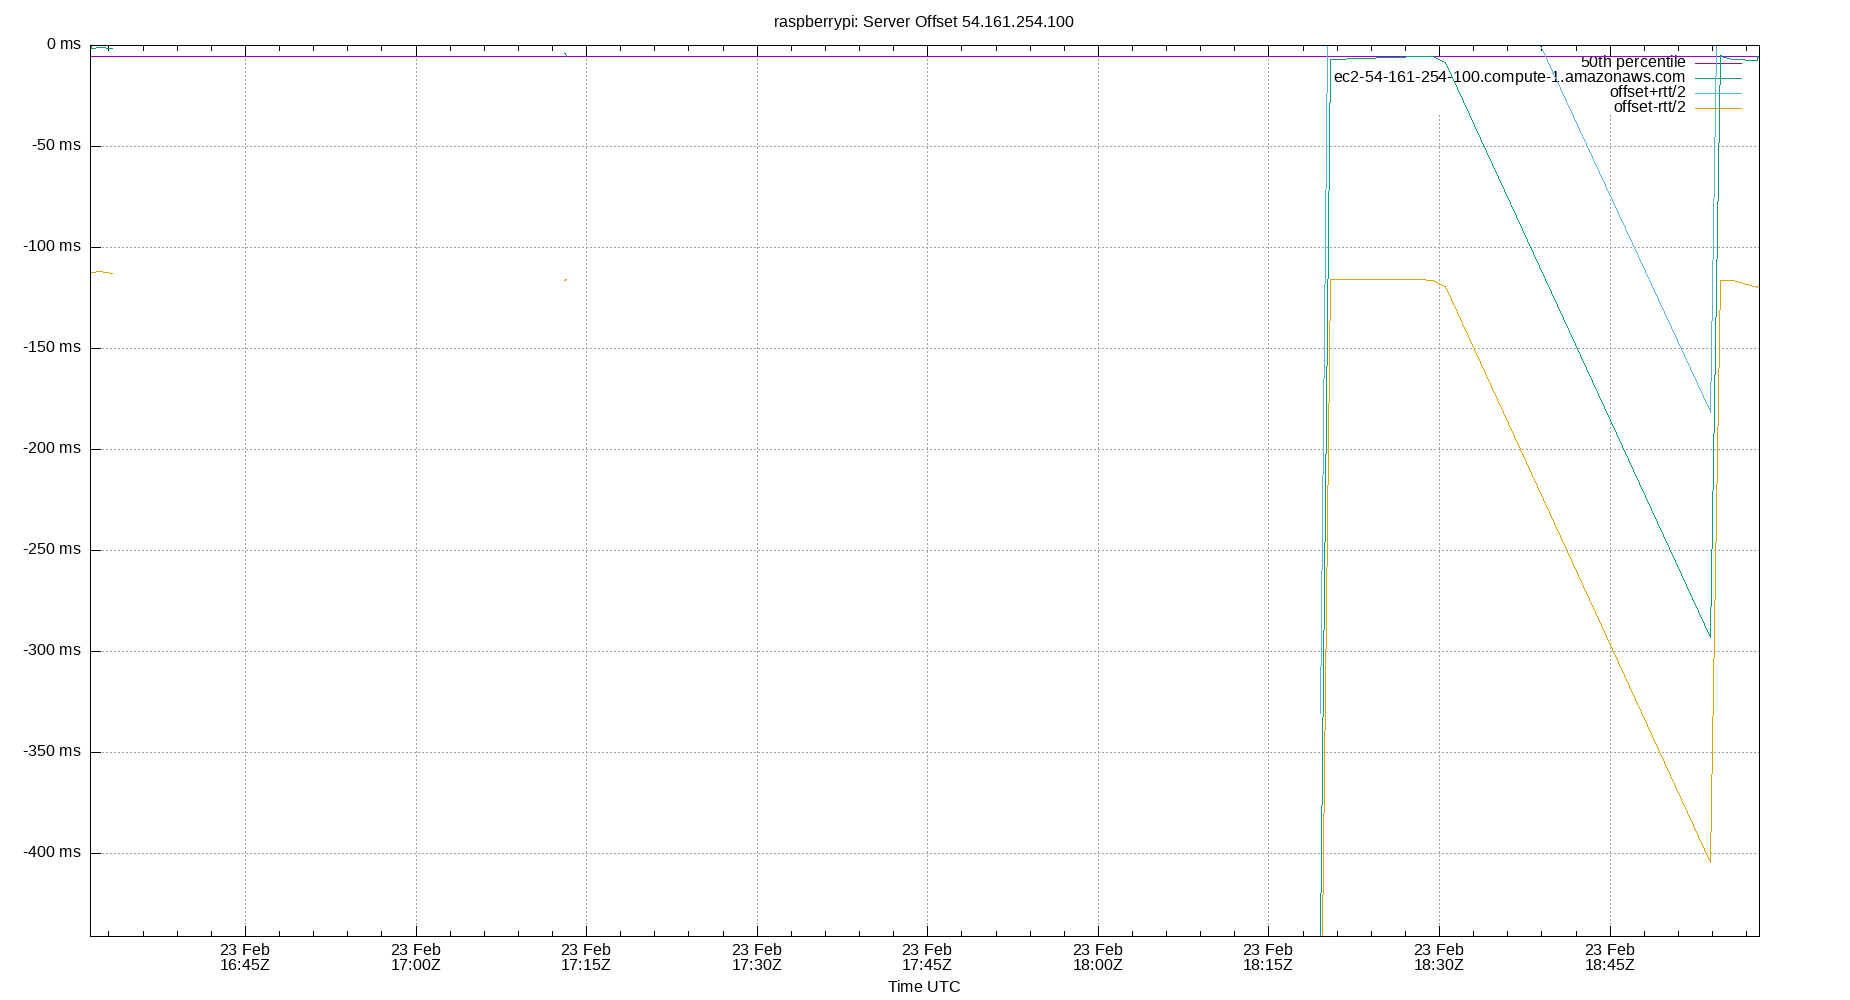 raspberrypi: Server Offset 54.161.254.100
0 ms
-50 ms
-100 ms
-150 ms
-200 ms
-250 ms
-300 ms
-350 ms
-400 ms
50th percentile
ec2-54-161-254-100.compute-1.amazonaws.com
offset+rtt/2
offset-rtt/2
23 Feb 23 Feb 23 Feb 23 Feb 23 Feb 23 Feb 23 Feb 23 Feb 23 Feb
16:45Z 17:00Z 17:15Z 17:30Z 17:45Z 18:00Z 18:15Z 18:30Z 18:45Z
Time UTC